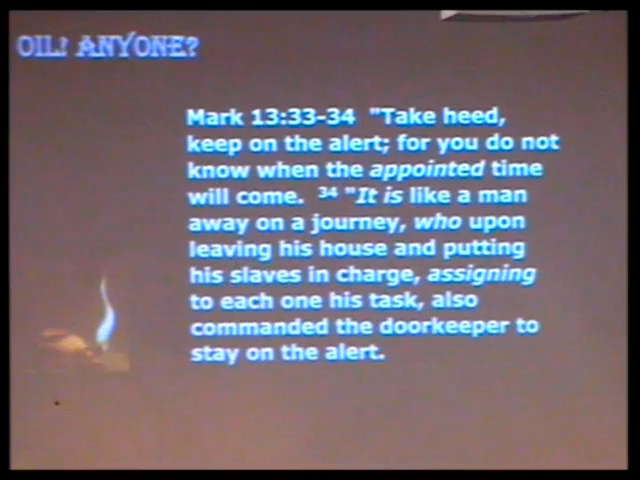 OIL! ANYONE?
Mark 13:33-34 "Take heed,
keep on the alert; for you do not
know when the appointed time
will come. 34 "It is like a man
away on a journey, who upon
leaving his house and putting
his slaves in charge, assigning
to each one his task, also
commanded the doorkeeper to
stay on the alert.